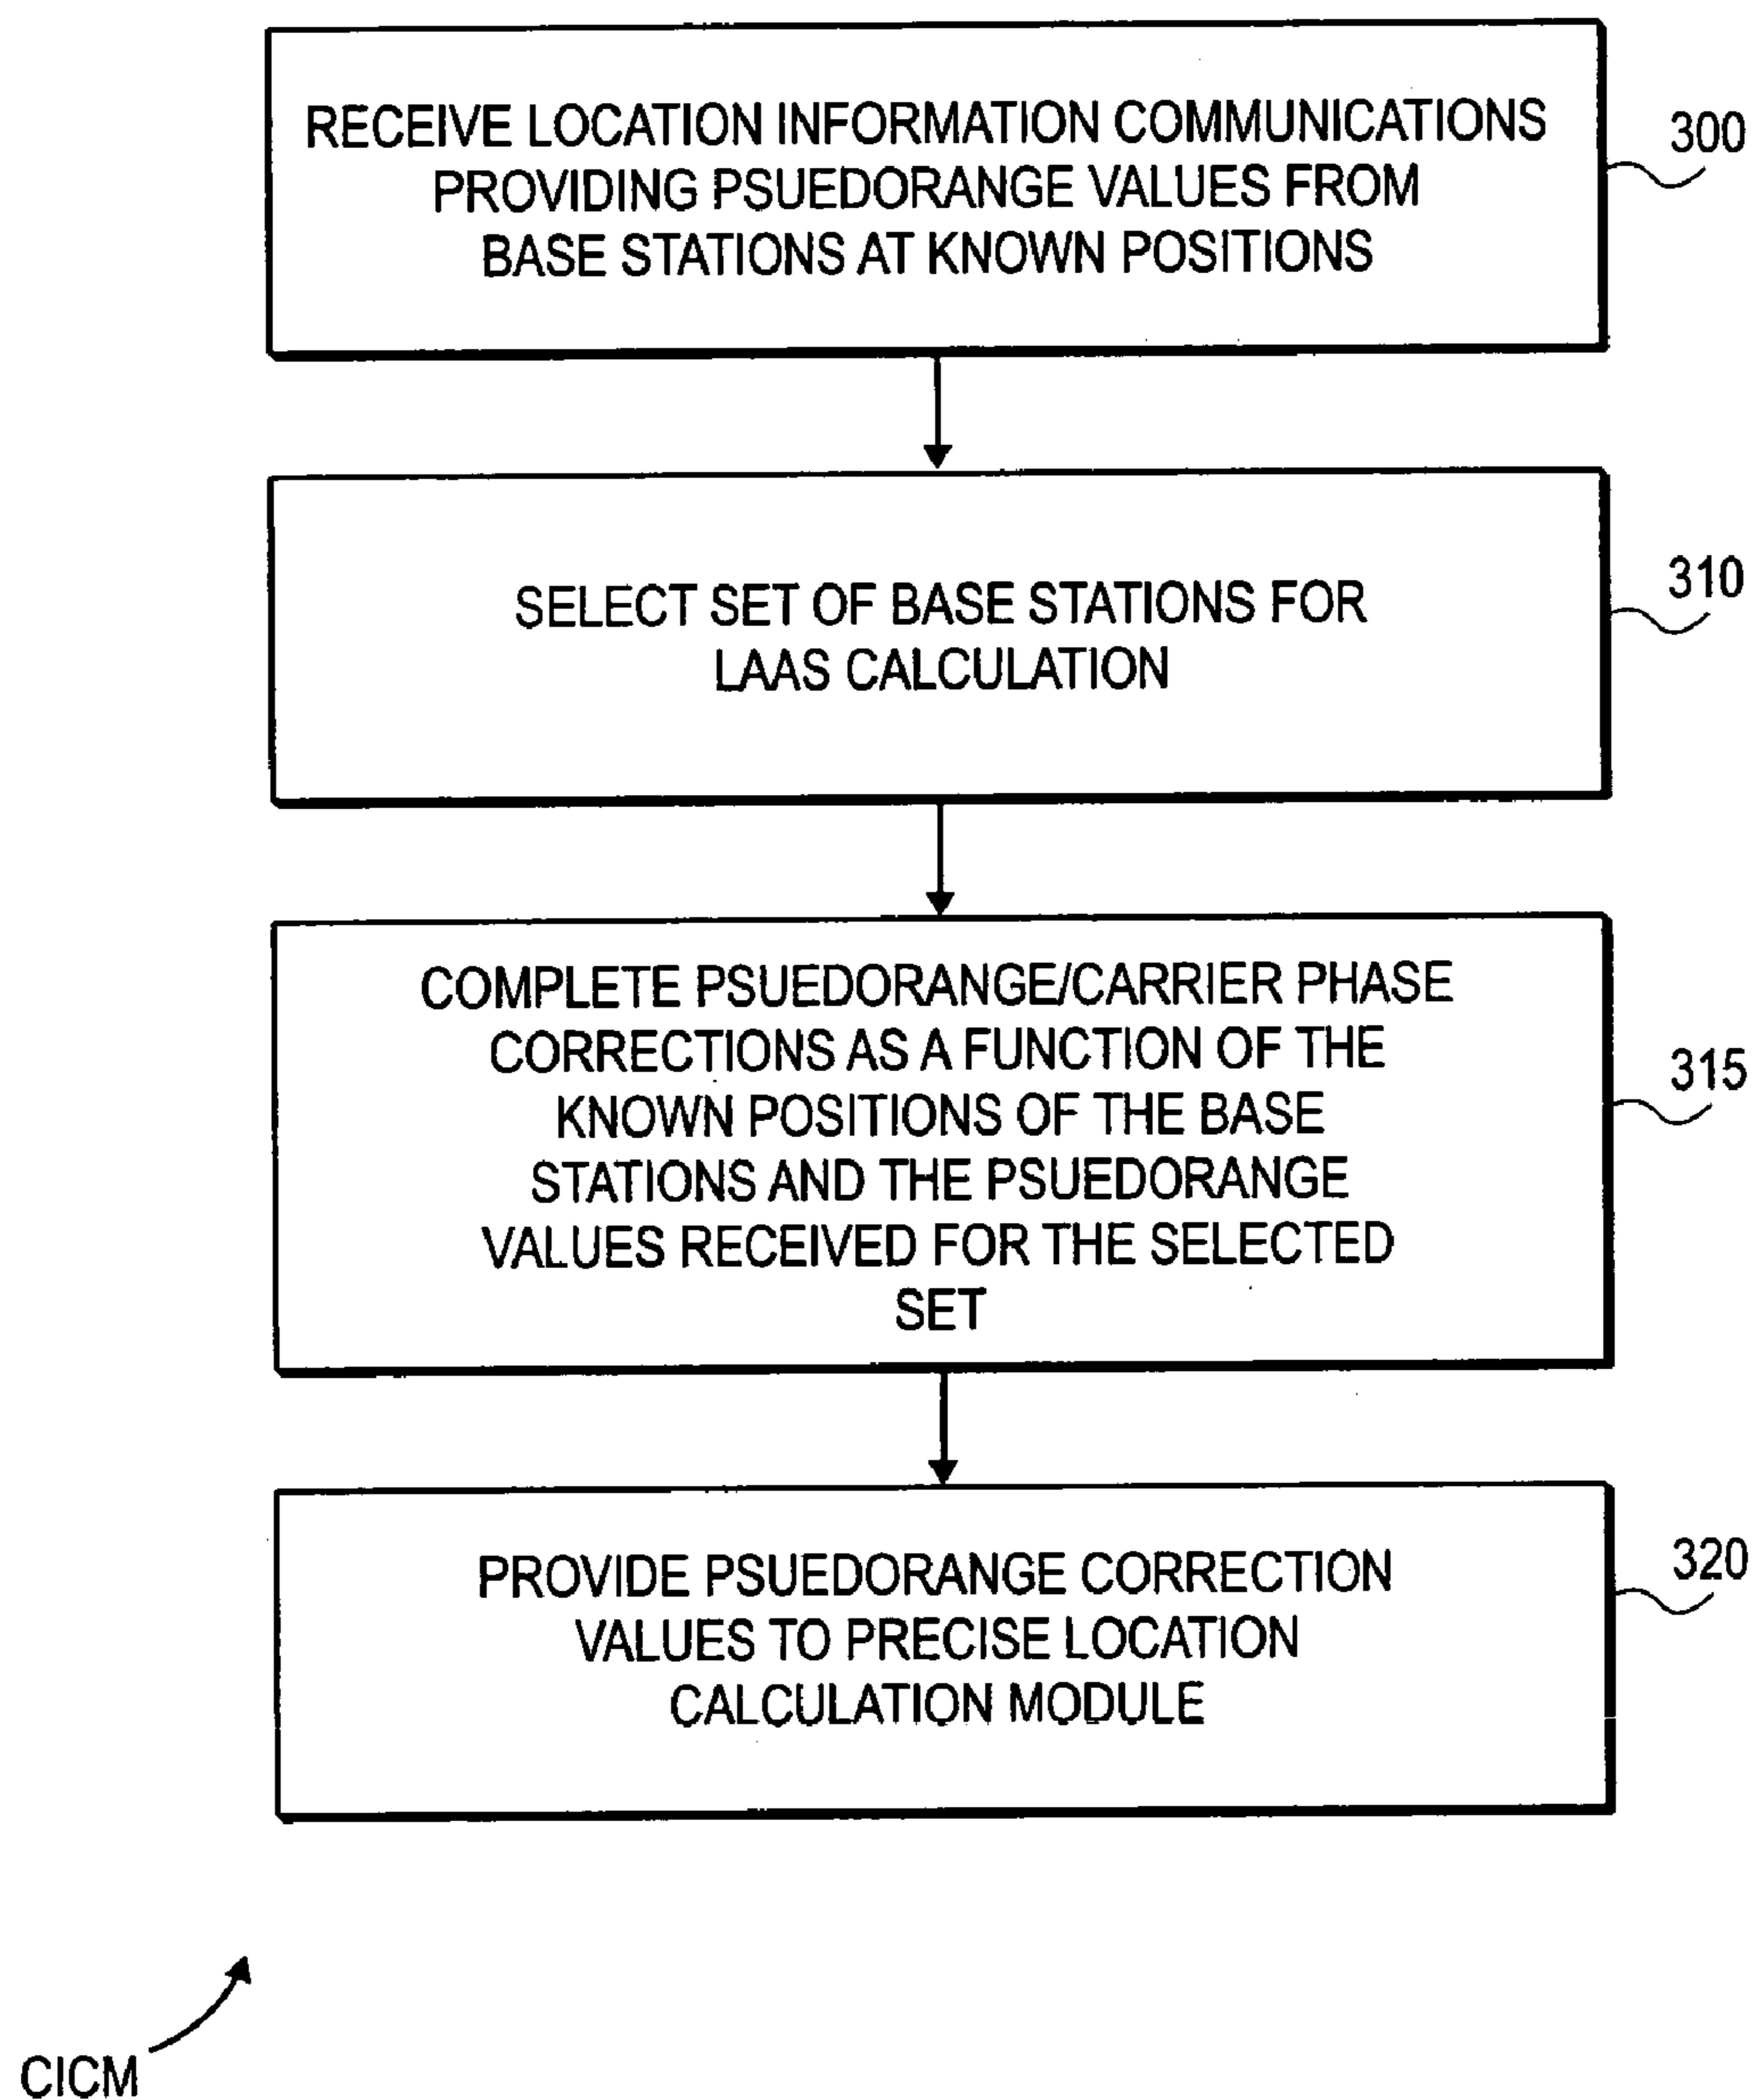 RECEIVE LOCATION INFORMATION COMMUNICATIONS
PROVIDING PSUEDORANGE VALUES FROM
BASE STATIONS AT KNOWN POSITIONS
300
SELECT SET OF BASE STATIONS FOR
LAAS CALCULATION
310
COMPLETE PSUEDORANGE/CARRIER PHASE
CORRECTIONS AS A FUNCTION OF THE
KNOWN POSITIONS OF THE BASE
STATIONS AND THE PSUEDORANGE
VALUES RECEIVED FOR THE SELECTED
SET
315
PROVIDE PSUEDORANGE CORRECTION
VALUES TO PRECISE LOCATION
CALCULATION MODULE
320
CICM